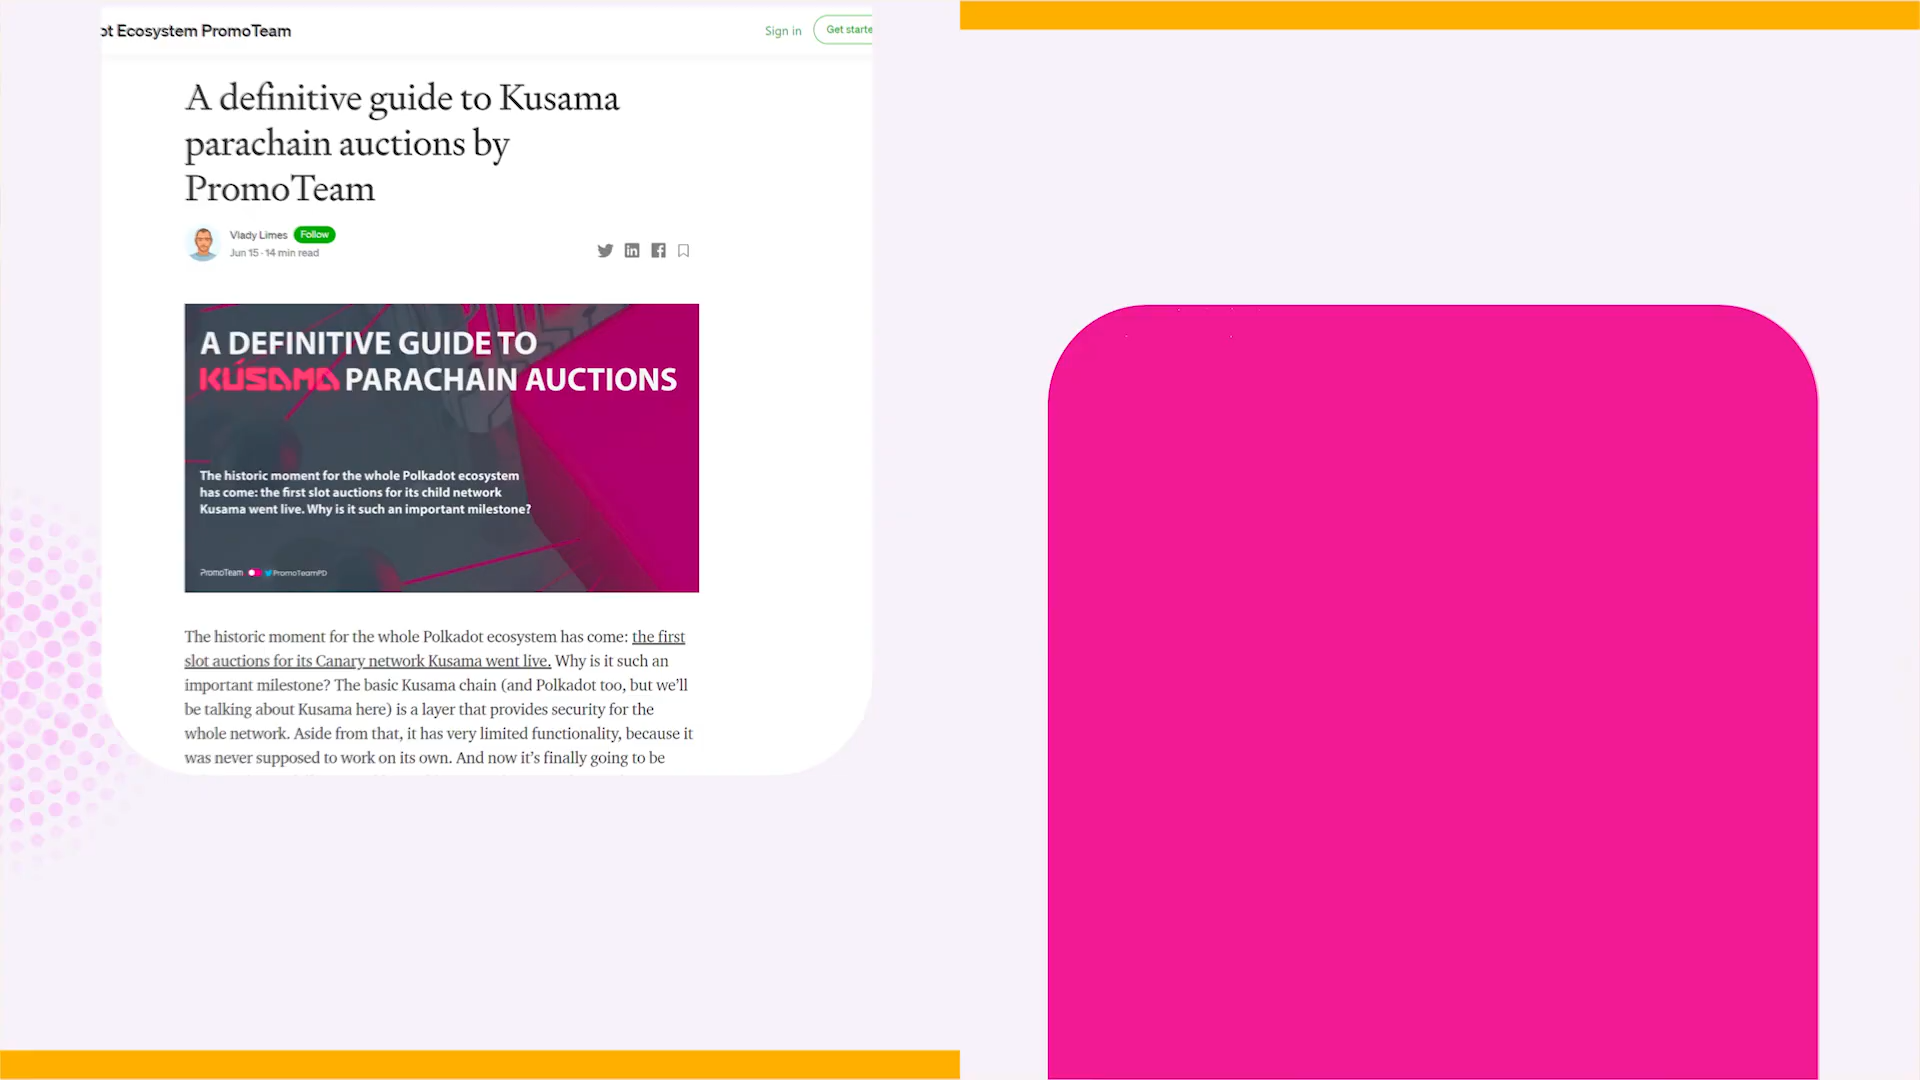 ot Ecosystem PromoTeam
Sign in
Get starte
A definitive guide to Kusama
parachain auctions by
PromoTeam
Vlady Limes Follow
Jun 15 · 14 min read
A DEFINITIVE GUIDE TO
KUSAMA PARACHAIN AUCTIONS
The historic moment for the whole Polkadot ecosystem
has come: the first slot auctions for its child network
Kusama went live. Why is it such an important milestone?
PromoTeam PromoTeamPD
The historic moment for the whole Polkadot ecosystem has come: the first
slot auctions for its Canary network Kusama went live. Why is it such an
important milestone? The basic Kusama chain (and Polkadot too, but we’ll
be talking about Kusama here) is a layer that provides security for the
whole network. Aside from that, it has very limited functionality, because it
was never supposed to work on its own. And now it’s finally going to be